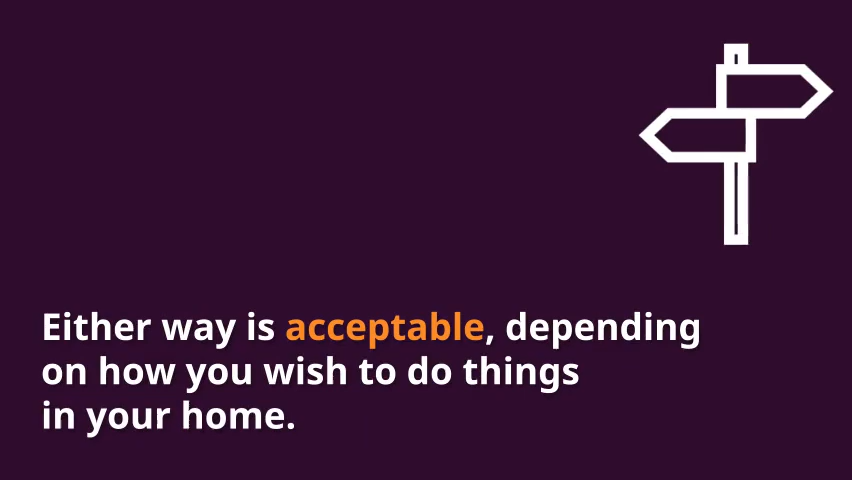 Either way is acceptable, depending
on how you wish to do things
in your home.